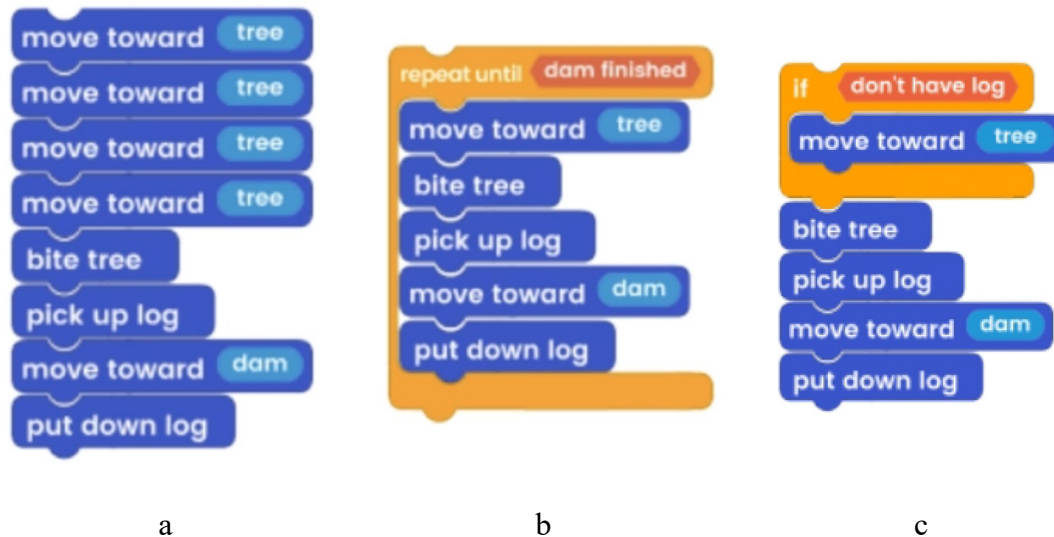 move toward tree
move toward tree
move toward tree
move toward tree
bite tree
pick up log
move toward dam
put down log
repeat until dam finished
move toward tree
bite tree
pick up log
move toward dam
put down log
if don't have log
move toward tree
bite tree
pick up log
move toward dam
put down log
a
b
c